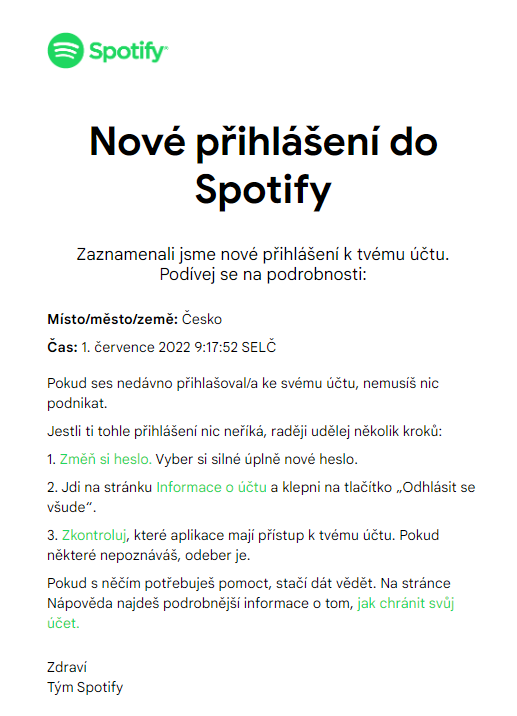 Spotify
Nové přihlášení do
Spotify
Zaznamenali jsme nové přihlášení k tvému účtu.
Podívej se na podrobnosti:
Místo/město/země: Česko
Čas: 1. července 2022 9:17:52 SELČ
Pokud ses nedávno přihlašoval/a ke svému účtu, nemusíš nic
podnikat.
Jestli ti tohle přihlášení nic neříká, raději udělej několik kroků:
1. Změň si heslo. Vyber si silné úplně nové heslo.
2. Jdi na stránku Informace o účtu a klepni na tlačítko „Odhlásit se
všude“.
3. Zkontroluj, které aplikace mají přístup k tvému účtu. Pokud
některé nepoznáváš, odeber je.
Pokud s něčím potřebuješ pomoct, stačí dát vědět. Na stránce
Nápověda najdeš podrobnější informace o tom, jak chránit svůj
účet.
Zdraví
Tým Spotify